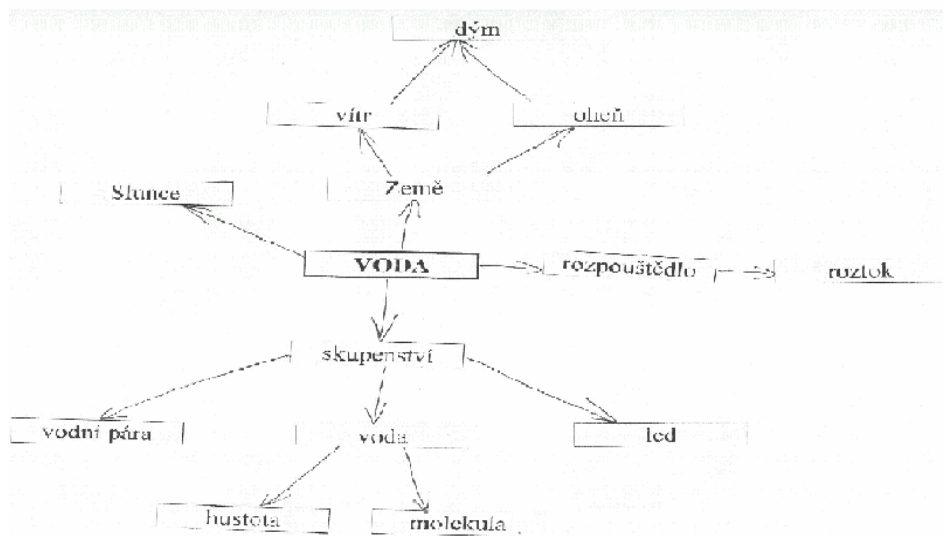 dým
vítr
oheň
Slunce
Země
VODA
rozpouštědlo
roztok
skupenství
vodní pára
voda
led
hustota
molekula